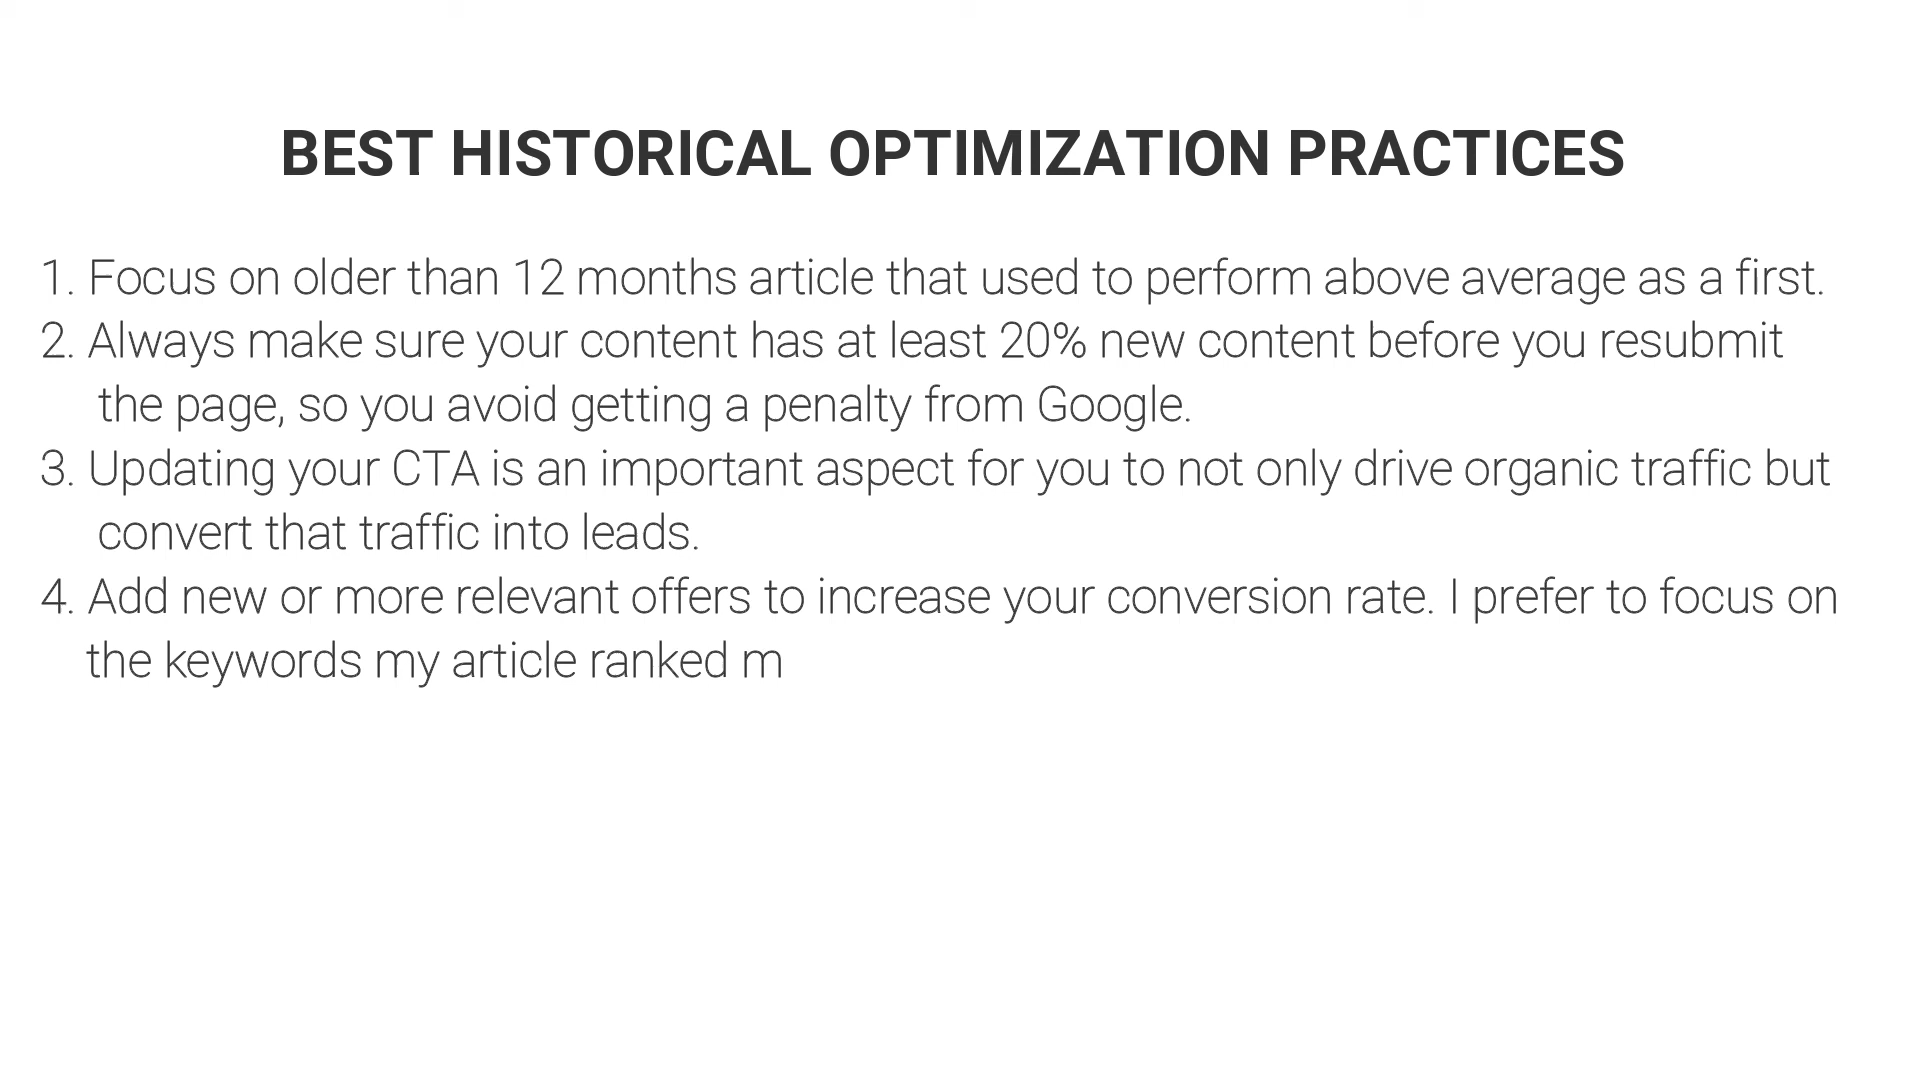 BEST HISTORICAL OPTIMIZATION PRACTICES
1. Focus on older than 12 months article that used to perform above average as a first.
2. Always make sure your content has at least 20% new content before you resubmit
the page, so you avoid getting a penalty from Google.
3. Updating your CTA is an important aspect for you to not only drive organic traffic but
convert that traffic into leads.
4. Add new or more relevant offers to increase your conversion rate. I prefer to focus on
the keywords my article ranked m